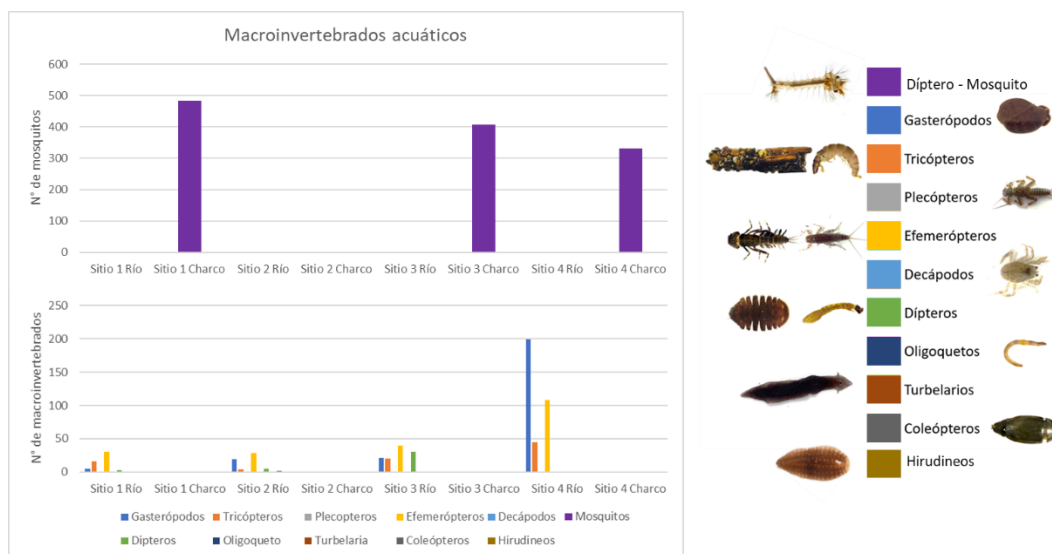 Macroinvertebrados acuáticos
N° de mosquitos
600
500
400
300
200
100
0
Sitio 1 Río Sitio 1 Charco Sitio 2 Río Sitio 2 Charco Sitio 3 Río Sitio 3 Charco Sitio 4 Río Sitio 4 Charco
N° de macroinvertebrados
250
200
150
100
50
0
Sitio 1 Río Sitio 1 Charco Sitio 2 Río Sitio 2 Charco Sitio 3 Río Sitio 3 Charco Sitio 4 Río Sitio 4 Charco
Gasterópodos Tricópteros Plecopteros Efemerópteros Decápodos Mosquitos
Dipteros Oligoqueto Turbelaria Coleópteros Hirudineos
Díptero - Mosquito
Gasterópodos
Tricópteros
Plecópteros
Efemerópteros
Decápodos
Dípteros
Oligoquetos
Turbelarios
Coleópteros
Hirudineos